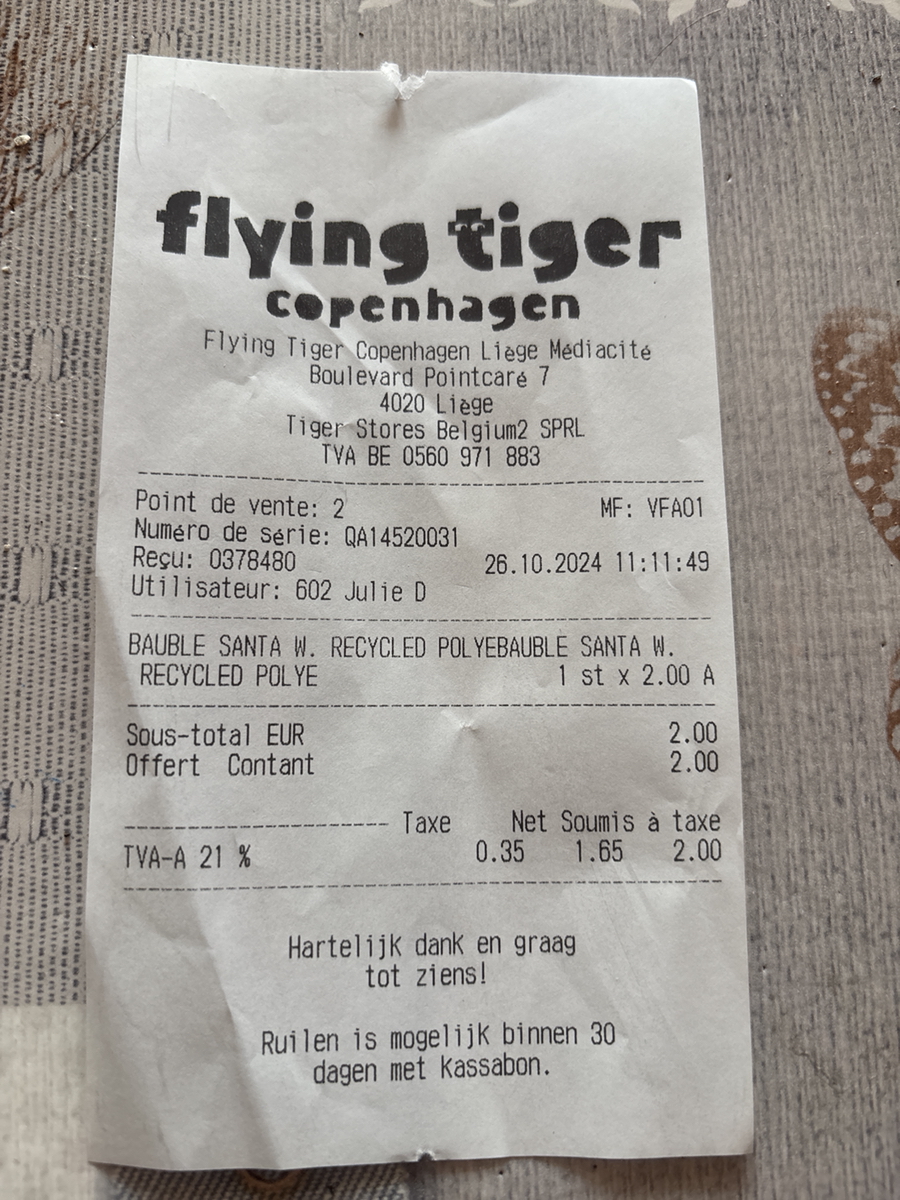 flying tiger
copenhagen
Flying Tiger Copenhagen Liège Médiacité
Boulevard Pointcaré 7
4020 Liège
Tiger Stores Belgium2 SPRL
TVA BE 0560 971 883
Point de vente: 2 MF: VFA01
Numéro de série: QA14520031
Reçu: 0378480 26.10.2024 11:11:49
Utilisateur: 602 Julie D
BAUBLE SANTA W. RECYCLED POLYEBAUBLE SANTA W.
RECYCLED POLYE 1 st x 2.00 A
Sous-total EUR 2.00
Offert Contant 2.00
Taxe Net Soumis à taxe
TVA-A 21 % 0.35 1.65 2.00
Hartelijk dank en graag
tot ziens!
Ruilen is mogelijk binnen 30
dagen met kassabon.